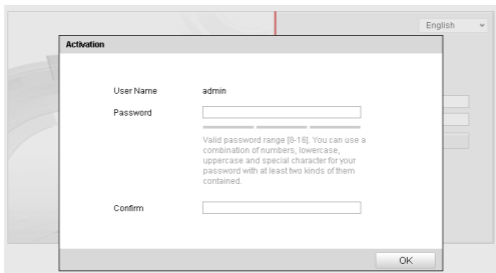 English
Activation
User Name admin
Password
Valid password range [8-16]. You can use a
combination of numbers, lowercase,
uppercase and special character for your
password with at least two kinds of them
contained.
Confirm
OK